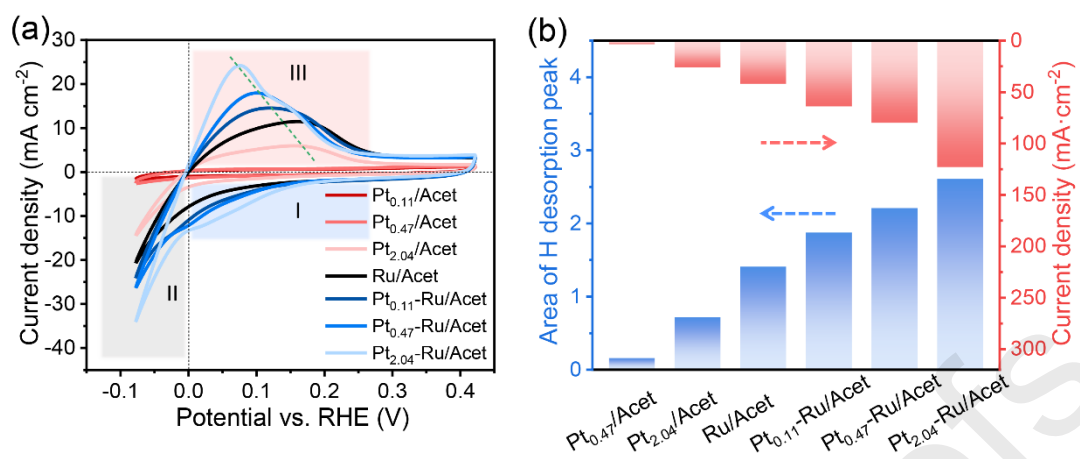 (a)
Current density (mA cm⁻²)
30
20
10
0
-10
-20
-30
-40
III
I
II
Pt₀.₁₁/Acet
Pt₀.₄₇/Acet
Pt₂.₀₄/Acet
Ru/Acet
Pt₀.₁₁-Ru/Acet
Pt₀.₄₇-Ru/Acet
Pt₂.₀₄-Ru/Acet
-0.1 0.0 0.1 0.2 0.3 0.4
Potential vs. RHE (V)
(b)
Area of H desorption peak
4
3
2
1
0
0
50
100
150
200
250
300
Current density (mA·cm⁻²)
Pt₀.₄₇/Acet
Pt₂.₀₄/Acet
Ru/Acet
Pt₀.₁₁-Ru/Acet
Pt₀.₄₇-Ru/Acet
Pt₂.₀₄-Ru/Acet